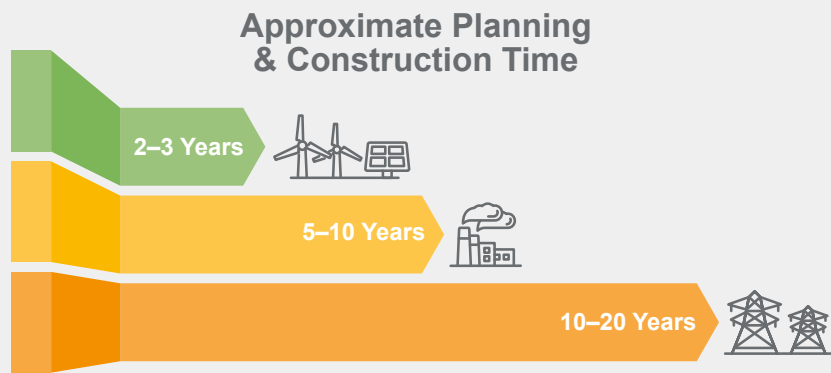 Approximate Planning
& Construction Time
2–3 Years
5–10 Years
10–20 Years